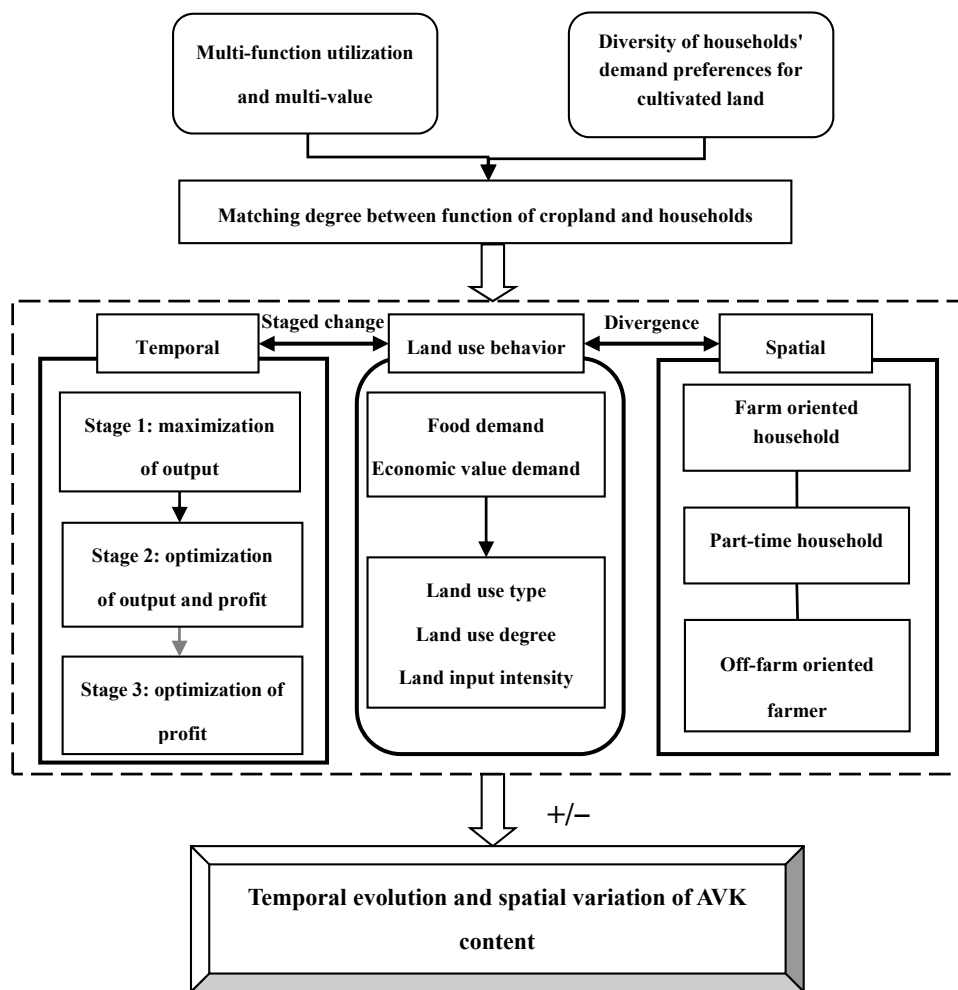 Multi-function utilization
and multi-value
Diversity of households'
demand preferences for
cultivated land
Matching degree between function of cropland and households
Temporal
Staged change
Land use behavior
Divergence
Spatial
Stage 1: maximization
of output
Stage 2: optimization
of output and profit
Stage 3: optimization of
profit
Food demand
Economic value demand
Land use type
Land use degree
Land input intensity
Farm oriented
household
Part-time household
Off-farm oriented
farmer
+/−
Temporal evolution and spatial variation of AVK
content